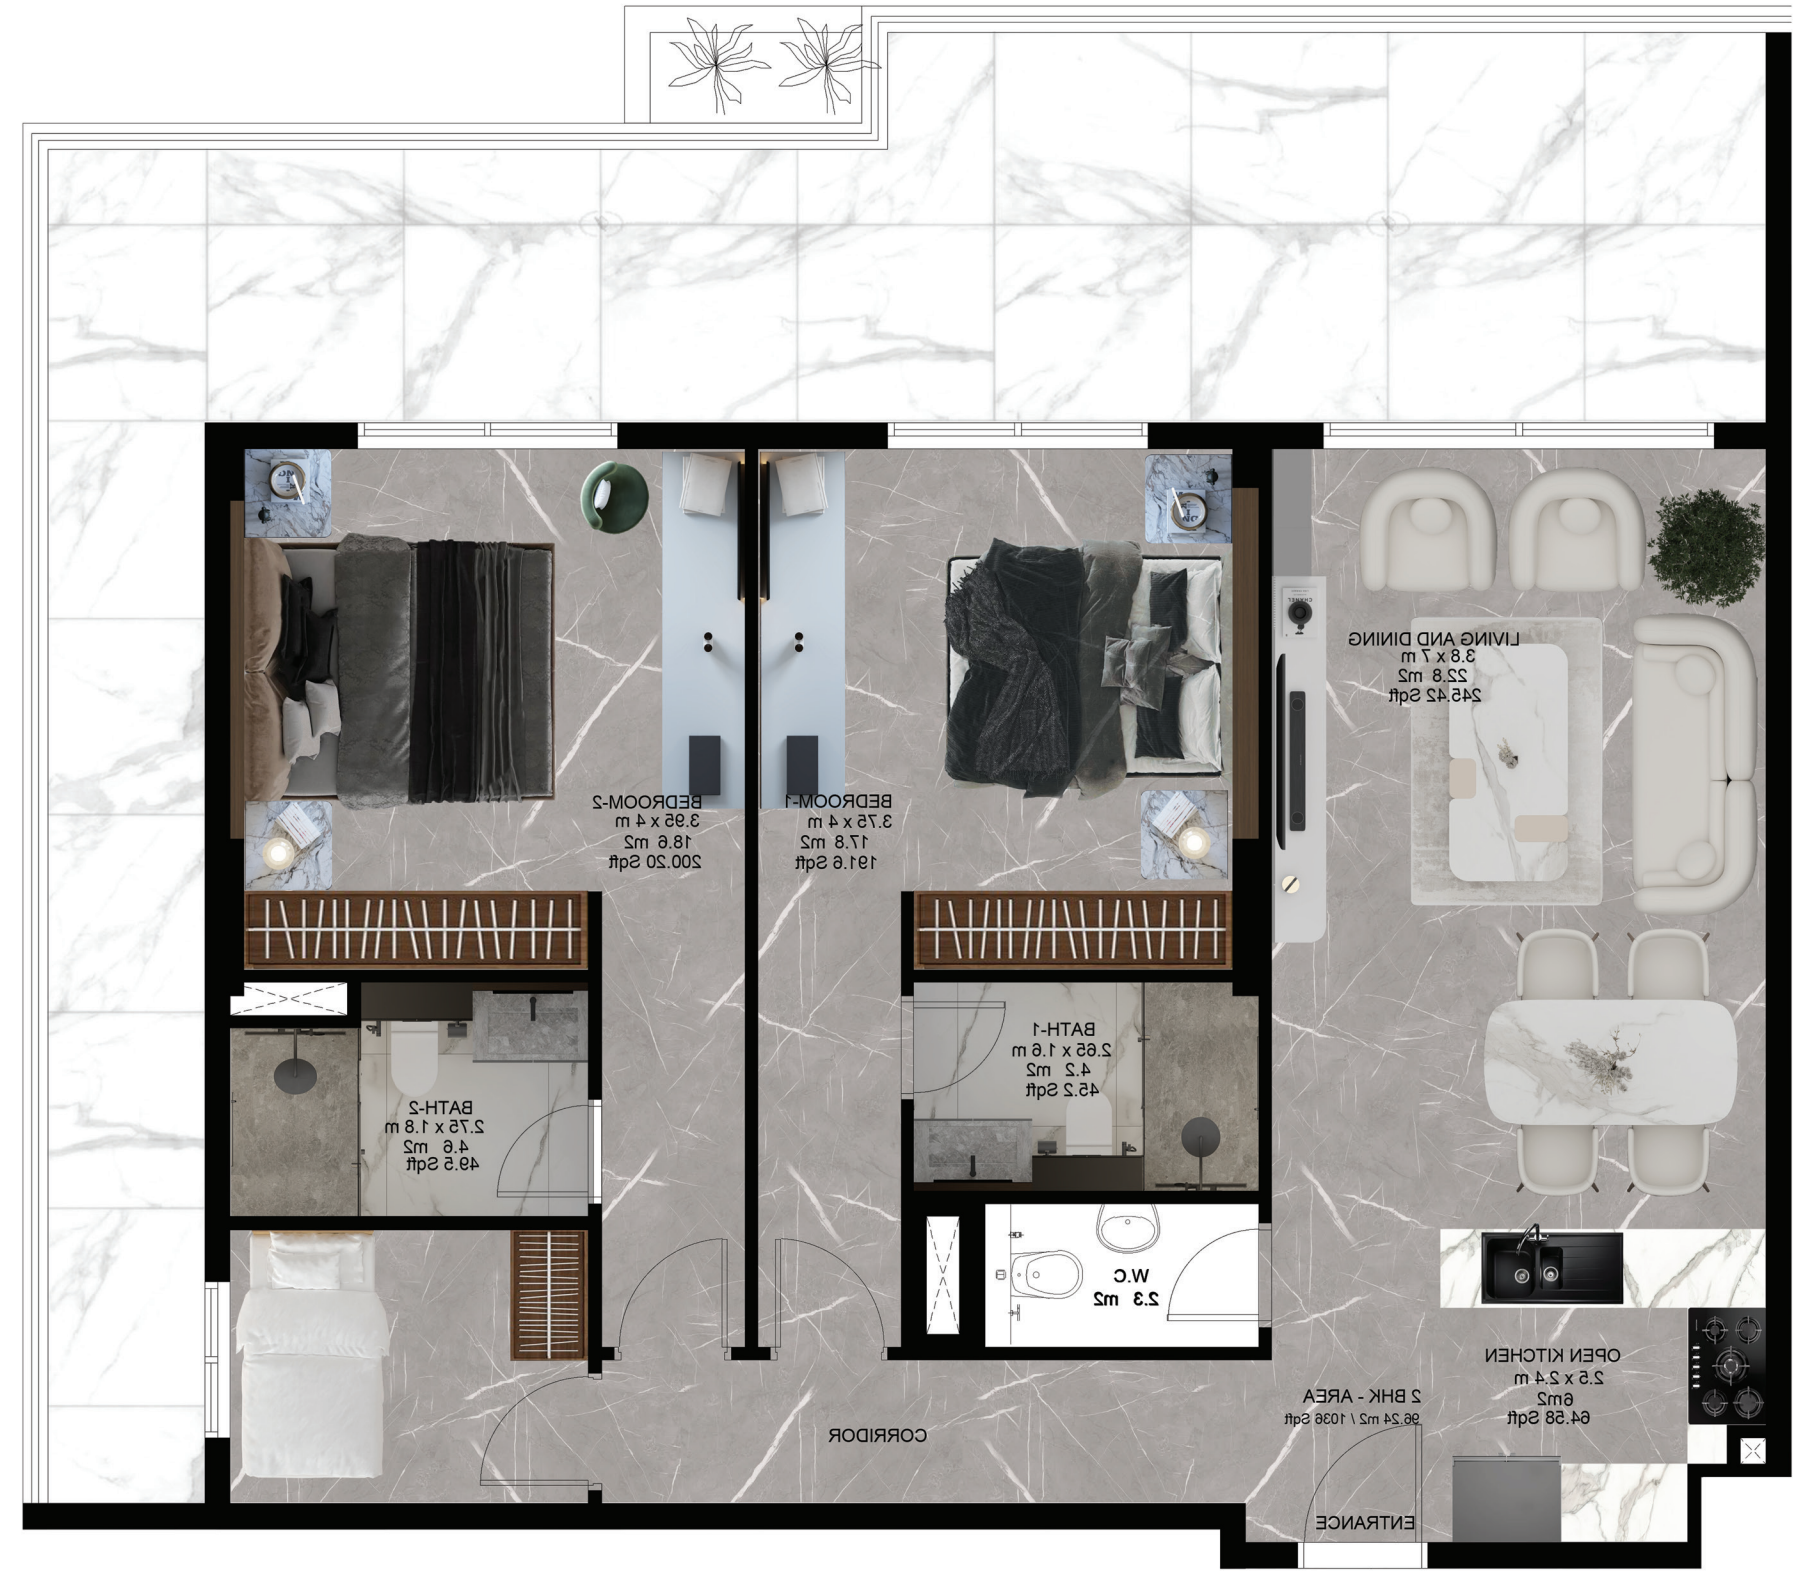 LIVING AND DINING
3.8 x 7 m
22.8 m2
245.42 Sqft
BEDROOM-2
3.95 x 4 m
18.6 m2
200.20 Sqft
BEDROOM-1
3.75 x 4 m
17.8 m2
191.6 Sqft
BATH-1
2.65 x 1.6 m
4.2 m2
45.2 Sqft
BATH-2
2.75 x 1.8 m
4.6 m2
49.5 Sqft
W.C
2.3 m2
OPEN KITCHEN
2.5 x 2.4 m
6m2
64.58 Sqft
2 BHK - AREA
96.24 m2 / 1036 Sqft
CORRIDOR
ENTRANCE
CHANEL